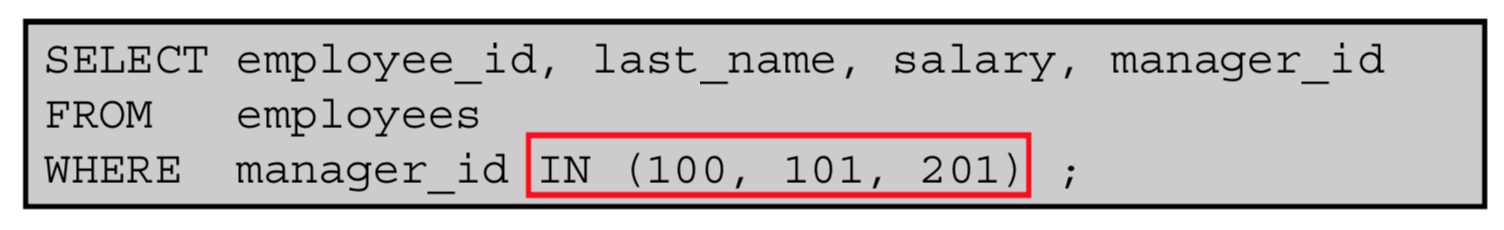 SELECT employee_id, last_name, salary, manager_id
FROM   employees
WHERE  manager_id IN (100, 101, 201) ;